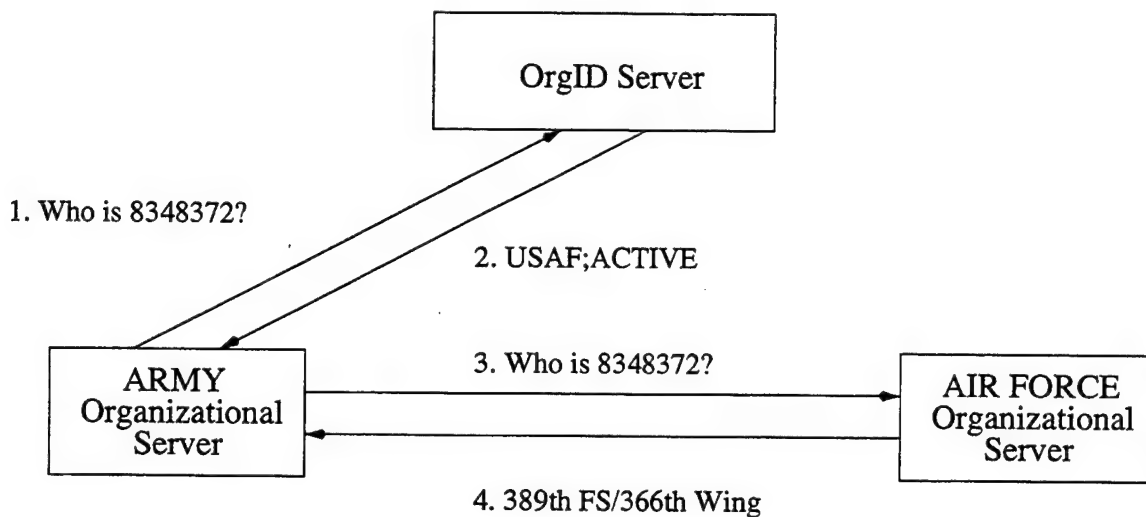 OrgID Server
1. Who is 8348372?
2. USAF;ACTIVE
ARMY
Organizational
Server
3. Who is 8348372?
AIR FORCE
Organizational
Server
4. 389th FS/366th Wing